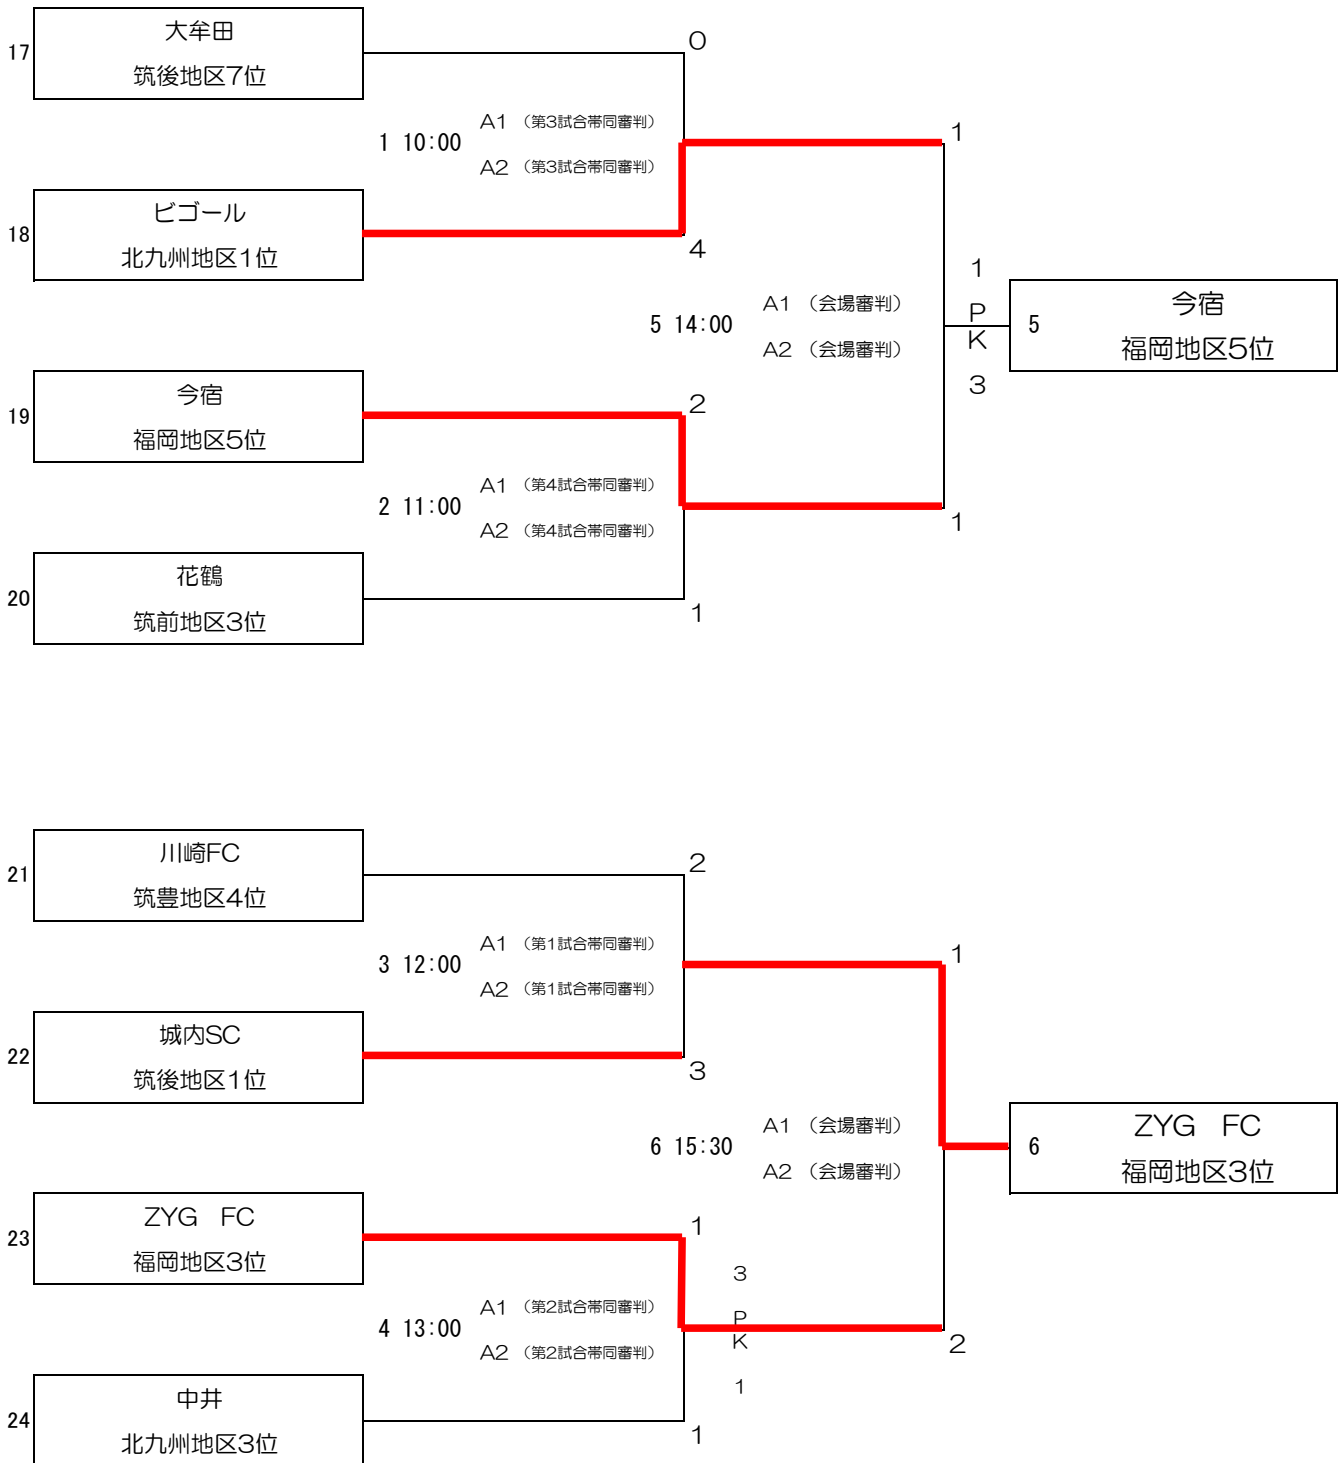 大牟田
17
筑後地区7位
0
1 10:00
A1 （第3試合帯同審判）
A2 （第3試合帯同審判）
1
ビゴール
18
北九州地区1位
4
5 14:00
A1 （会場審判）
A2 （会場審判）
1
P
K
3
5
今宿
福岡地区5位
今宿
19
福岡地区5位
2
2 11:00
A1 （第4試合帯同審判）
A2 （第4試合帯同審判）
1
花鶴
20
筑前地区3位
1
川崎FC
21
筑豊地区4位
2
3 12:00
A1 （第1試合帯同審判）
A2 （第1試合帯同審判）
1
城内SC
22
筑後地区1位
3
6 15:30
A1 （会場審判）
A2 （会場審判）
6
ZYG　FC
福岡地区3位
ZYG　FC
23
福岡地区3位
1
3
P
K
1
4 13:00
A1 （第2試合帯同審判）
A2 （第2試合帯同審判）
2
中井
24
北九州地区3位
1